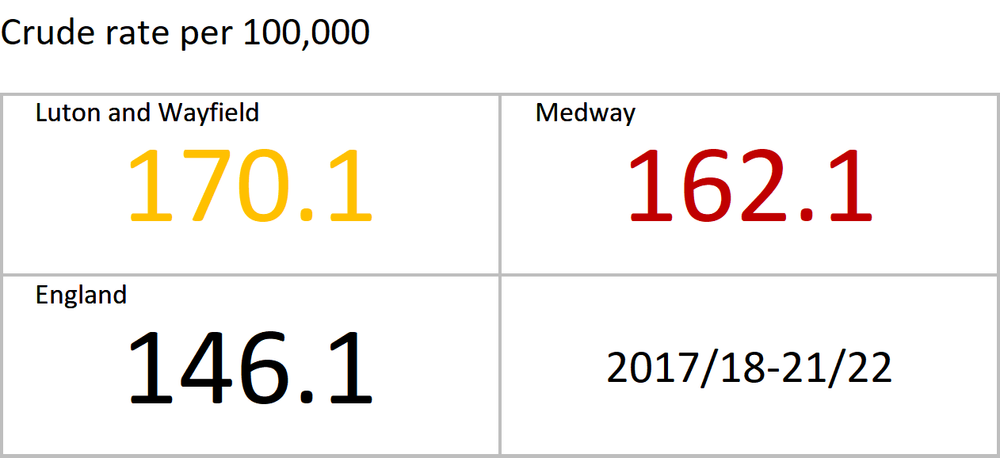 Crude rate per 100,000
Luton and Wayfield
170.1
Medway
162.1
England
146.1
2017/18-21/22